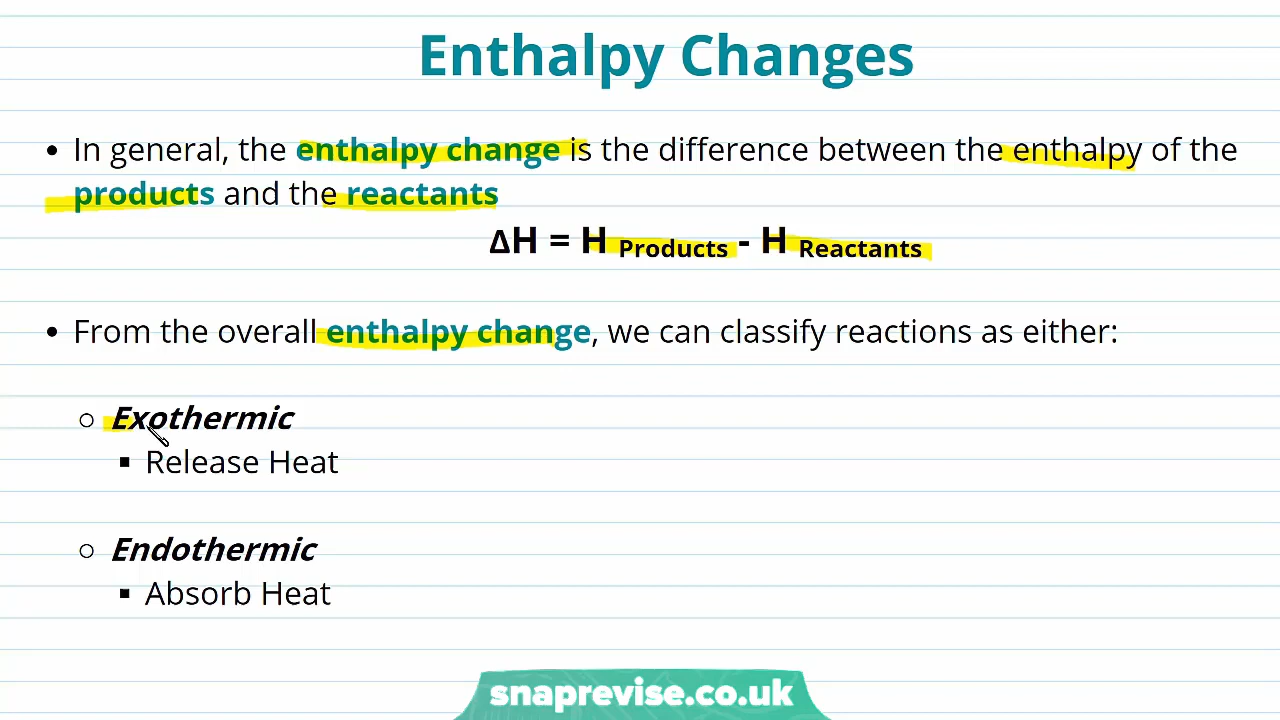 Enthalpy Changes
• In general, the enthalpy change is the difference between the enthalpy of the
products and the reactants
ΔH = H Products - H Reactants
• From the overall enthalpy change, we can classify reactions as either:
○ Exothermic
▪ Release Heat
○ Endothermic
▪ Absorb Heat
snaprevise.co.uk